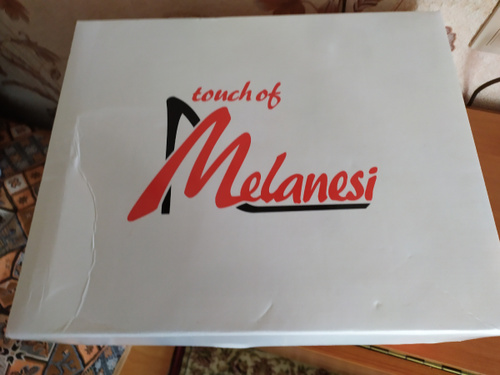 touch of
Melanesi